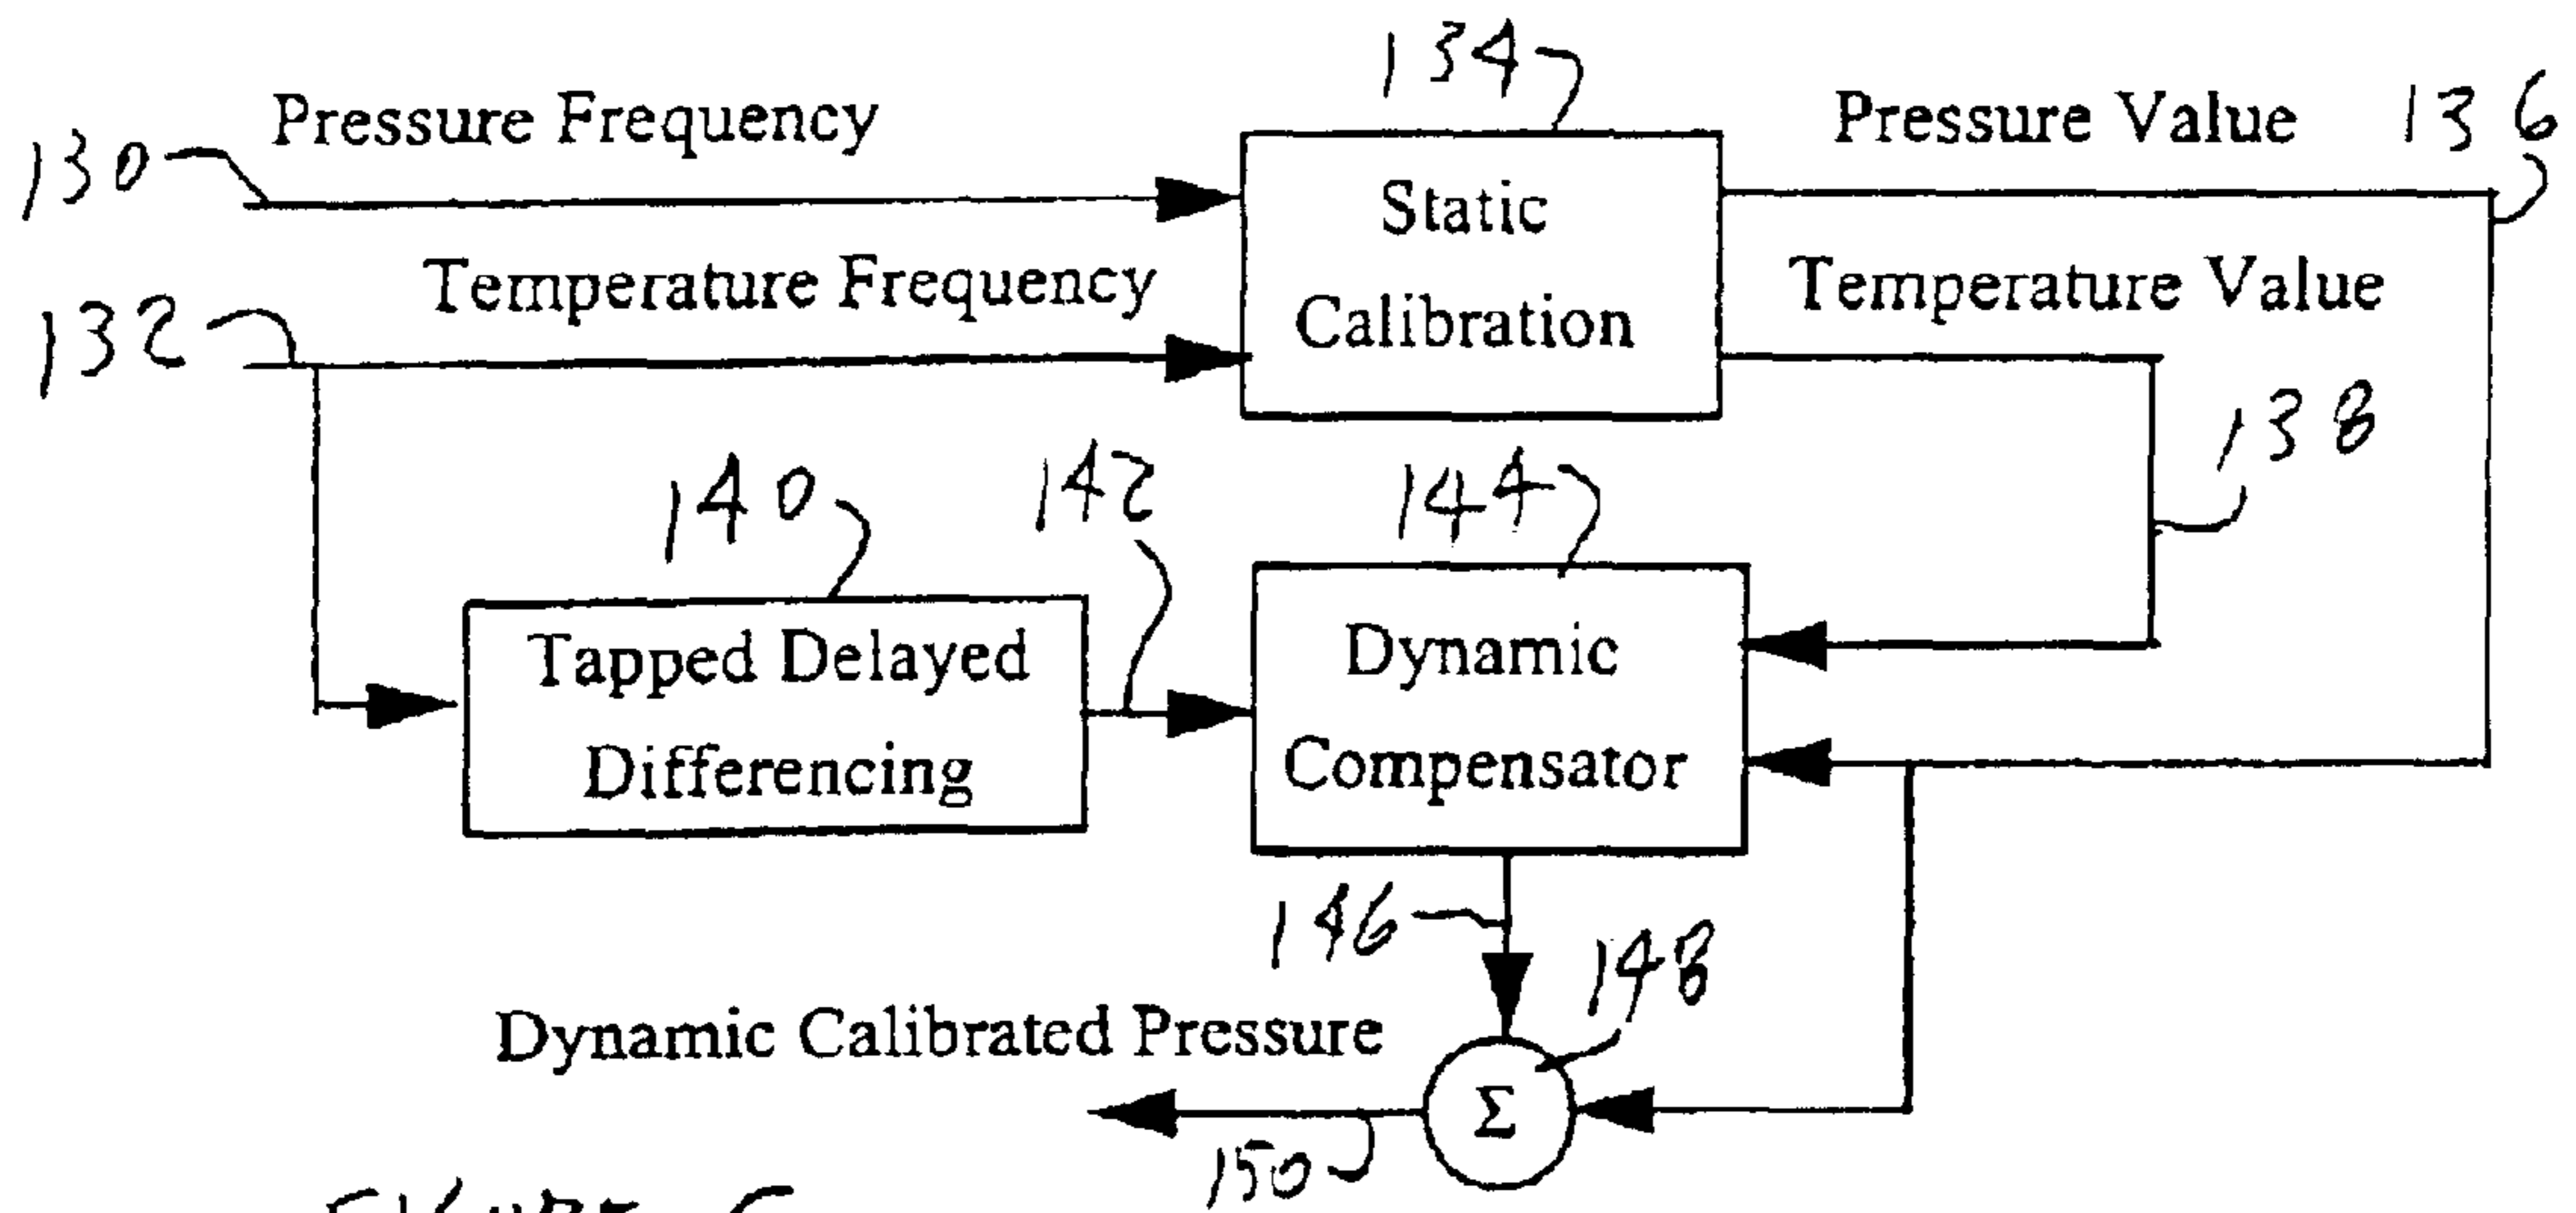 134
Pressure Frequency
Pressure Value
136
130
Static
Calibration
Temperature Frequency
Temperature Value
132
138
140
142
144
Tapped Delayed
Differencing
Dynamic
Compensator
146
148
Dynamic Calibrated Pressure
Σ
150